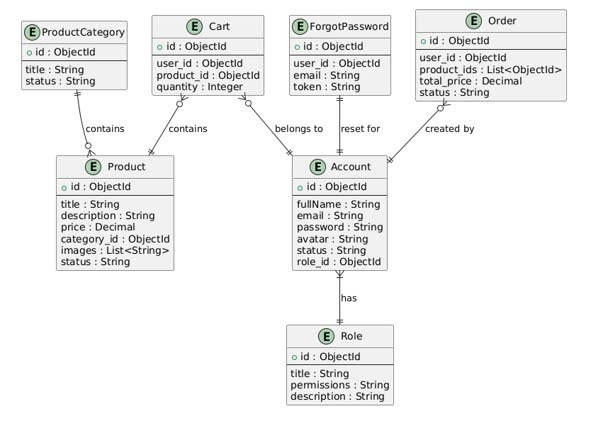 E ProductCategory
id : ObjectId
title : String
status : String
E Cart
id : ObjectId
user_id : ObjectId
product_id : ObjectId
quantity : Integer
E ForgotPassword
id : ObjectId
user_id : ObjectId
email : String
token : String
E Order
id : ObjectId
user_id : ObjectId
product_ids : List<ObjectId>
total_price : Decimal
status : String
contains
contains
belongs to
reset for
created by
E Product
id : ObjectId
title : String
description : String
price : Decimal
category_id : ObjectId
images : List<String>
status : String
E Account
id : ObjectId
fullName : String
email : String
password : String
avatar : String
status : String
role_id : ObjectId
has
E Role
id : ObjectId
title : String
permissions : String
description : String